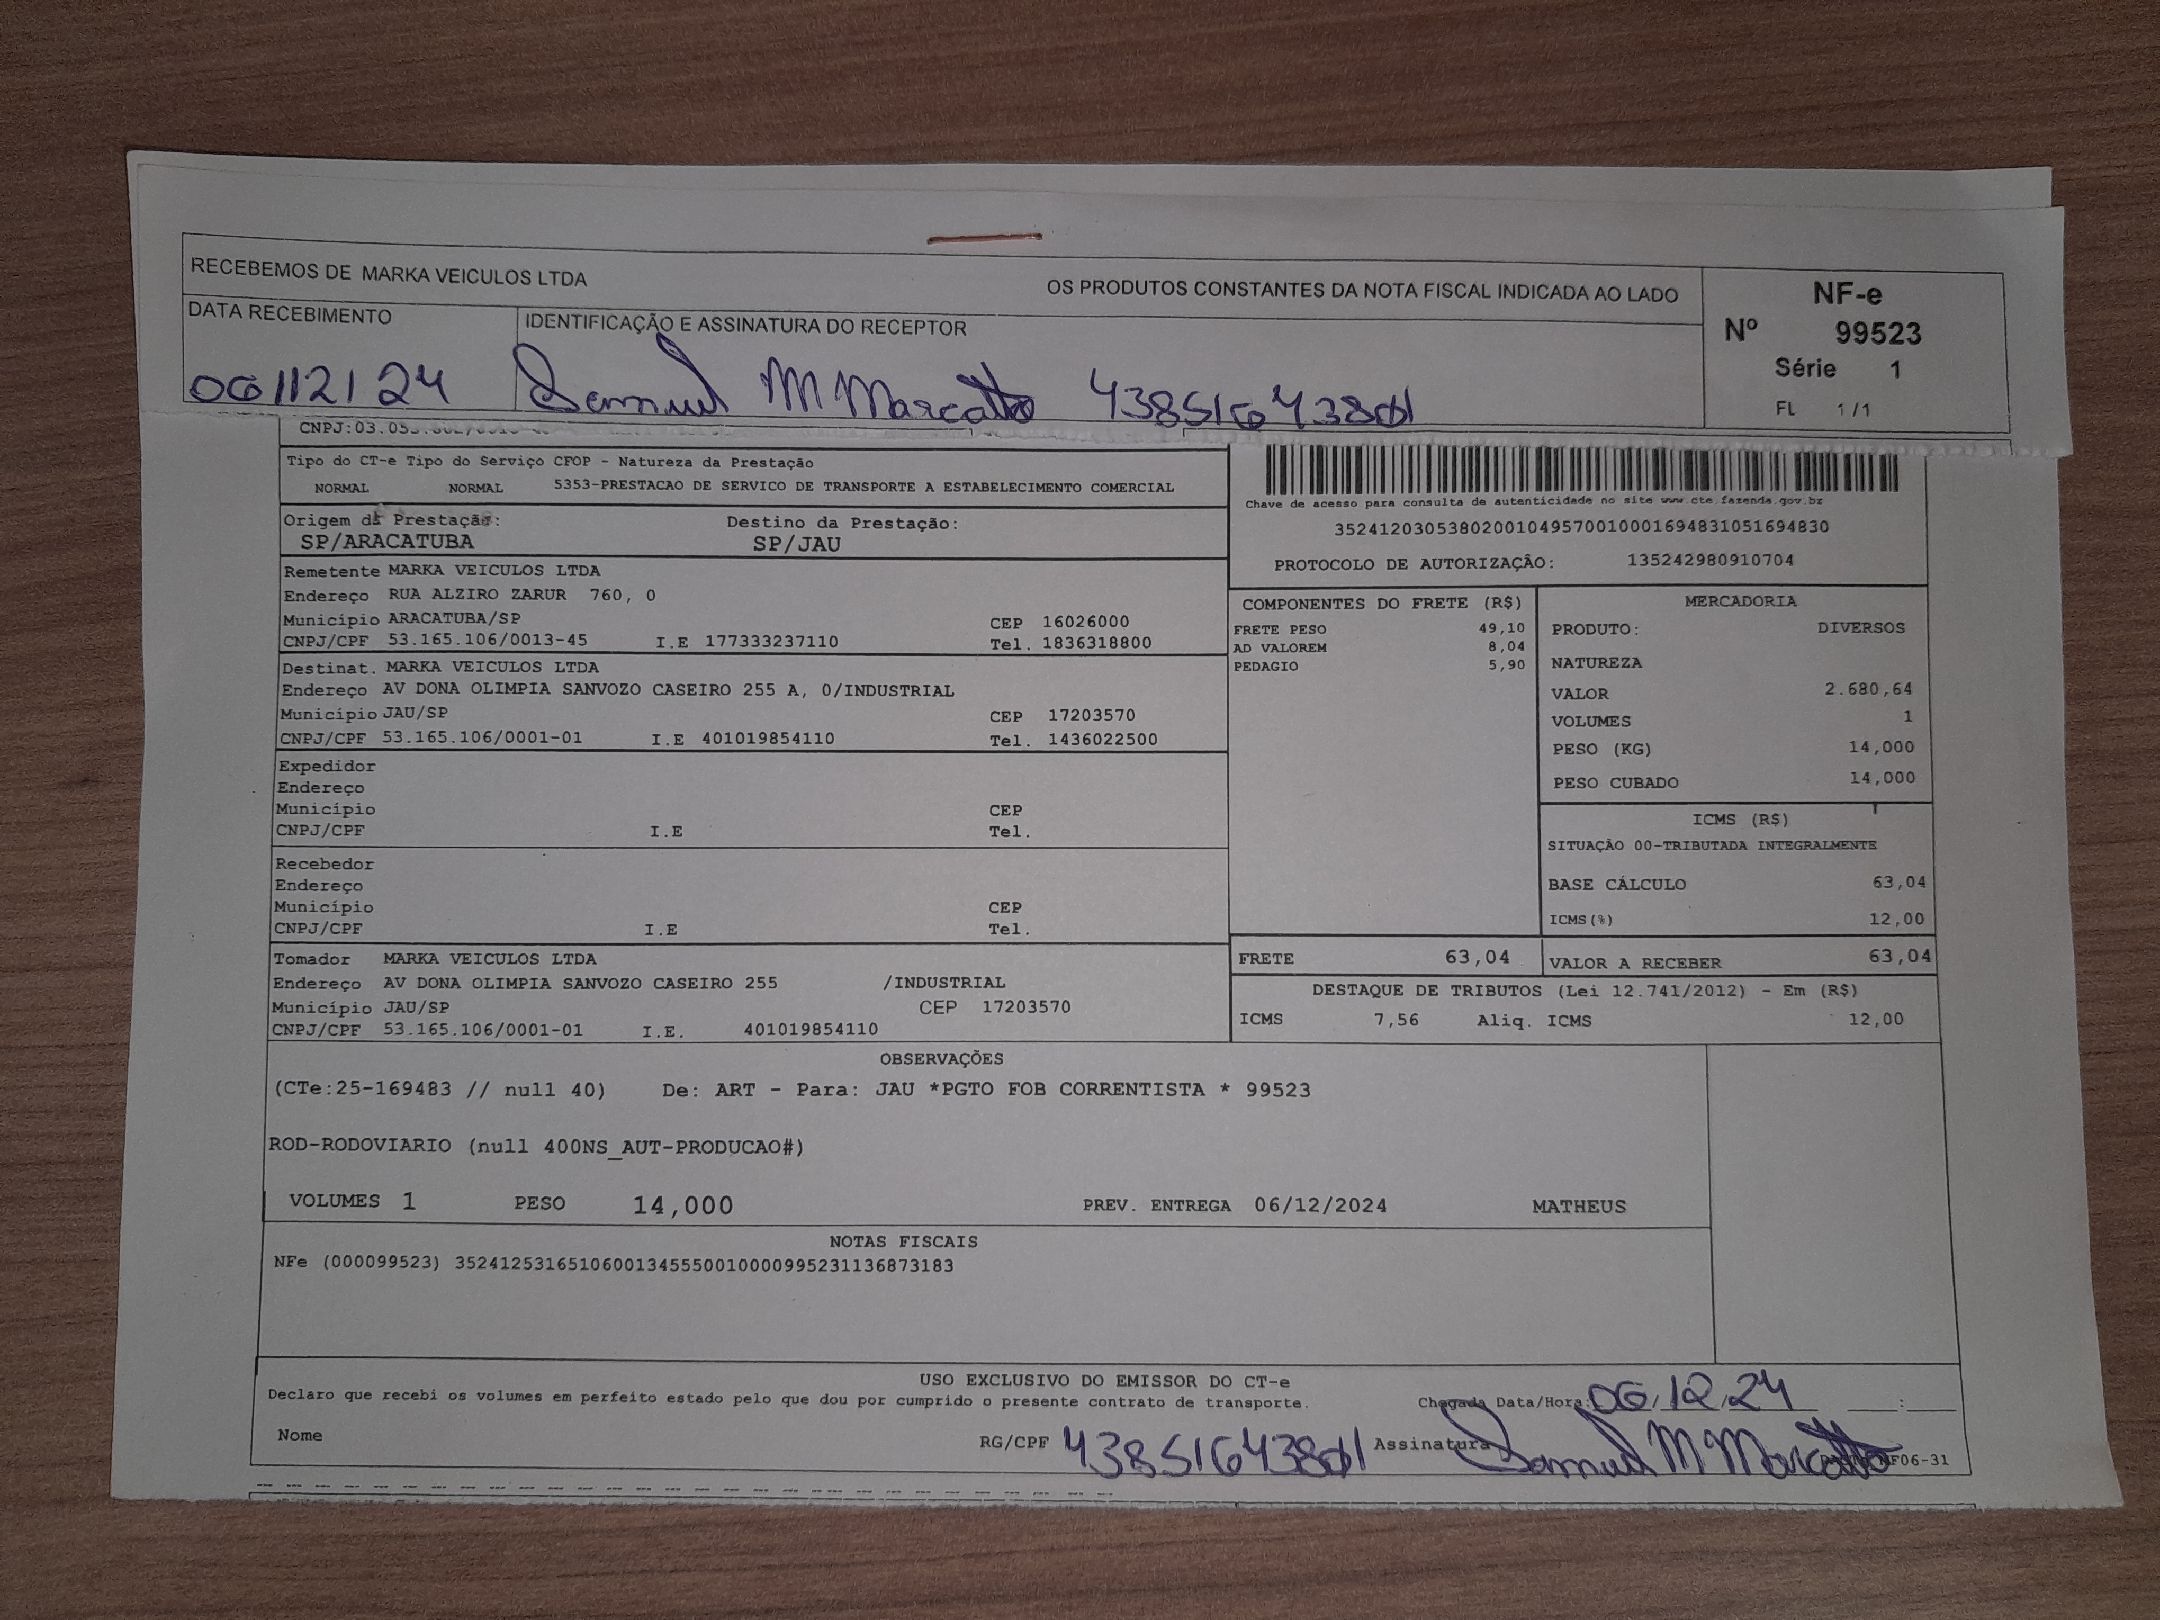 RECEBEMOS DE MARKA VEICULOS LTDA OS PRODUTOS CONSTANTES DA NOTA FISCAL INDICADA AO LADO
NF-e
Nº 99523
Série 1
FL 1/1
DATA RECEBIMENTO
IDENTIFICAÇÃO E ASSINATURA DO RECEPTOR
06/12/24 Samuel M Marcatto 43851643801
CNPJ:03.053.
Tipo do CT-e Tipo do Serviço CFOP - Natureza da Prestação
NORMAL NORMAL 5353-PRESTACAO DE SERVICO DE TRANSPORTE A ESTABELECIMENTO COMERCIAL
Chave de acesso para consulta de autenticidade no site www.cte.fazenda.gov.br
35241203053802001049570010001694831051694830
PROTOCOLO DE AUTORIZAÇÃO: 135242980910704
Origem da Prestação: Destino da Prestação:
SP/ARACATUBA SP/JAU
Remetente MARKA VEICULOS LTDA
Endereço RUA ALZIRO ZARUR 760, 0
Município ARACATUBA/SP CEP 16026000
CNPJ/CPF 53.165.106/0013-45 I.E 177333237110 Tel. 1836318800
Destinat. MARKA VEICULOS LTDA
Endereço AV DONA OLIMPIA SANVOZO CASEIRO 255 A, 0/INDUSTRIAL
Município JAU/SP CEP 17203570
CNPJ/CPF 53.165.106/0001-01 I.E 401019854110 Tel. 1436022500
Expedidor
Endereço
Município CEP
CNPJ/CPF I.E Tel.
Recebedor
Endereço
Município CEP
CNPJ/CPF I.E Tel.
Tomador MARKA VEICULOS LTDA
Endereço AV DONA OLIMPIA SANVOZO CASEIRO 255 /INDUSTRIAL
Município JAU/SP CEP 17203570
CNPJ/CPF 53.165.106/0001-01 I.E. 401019854110
COMPONENTES DO FRETE (R$)
FRETE PESO 49,10
AD VALOREM 8,04
PEDAGIO 5,90
MERCADORIA
PRODUTO: DIVERSOS
NATUREZA
VALOR 2.680,64
VOLUMES 1
PESO (KG) 14,000
PESO CUBADO 14,000
ICMS (R$)
SITUAÇÃO 00-TRIBUTADA INTEGRALMENTE
BASE CÁLCULO 63,04
ICMS(%) 12,00
FRETE 63,04 VALOR A RECEBER 63,04
DESTAQUE DE TRIBUTOS (Lei 12.741/2012) - Em (R$)
ICMS 7,56 Aliq. ICMS 12,00
OBSERVAÇÕES
(CTe:25-169483 // null 40) De: ART - Para: JAU *PGTO FOB CORRENTISTA * 99523
ROD-RODOVIARIO (null 400NS_AUT-PRODUCAO#)
VOLUMES 1 PESO 14,000 PREV. ENTREGA 06/12/2024 MATHEUS
NOTAS FISCAIS
NFe (000099523) 35241253165106001345550010000995231136873183
USO EXCLUSIVO DO EMISSOR DO CT-e
Declaro que recebi os volumes em perfeito estado pelo que dou por cumprido o presente contrato de transporte. Chegada Data/Hora: 06/12/24 :
Nome RG/CPF 43851643801 Assinatura Samuel M Marcatto